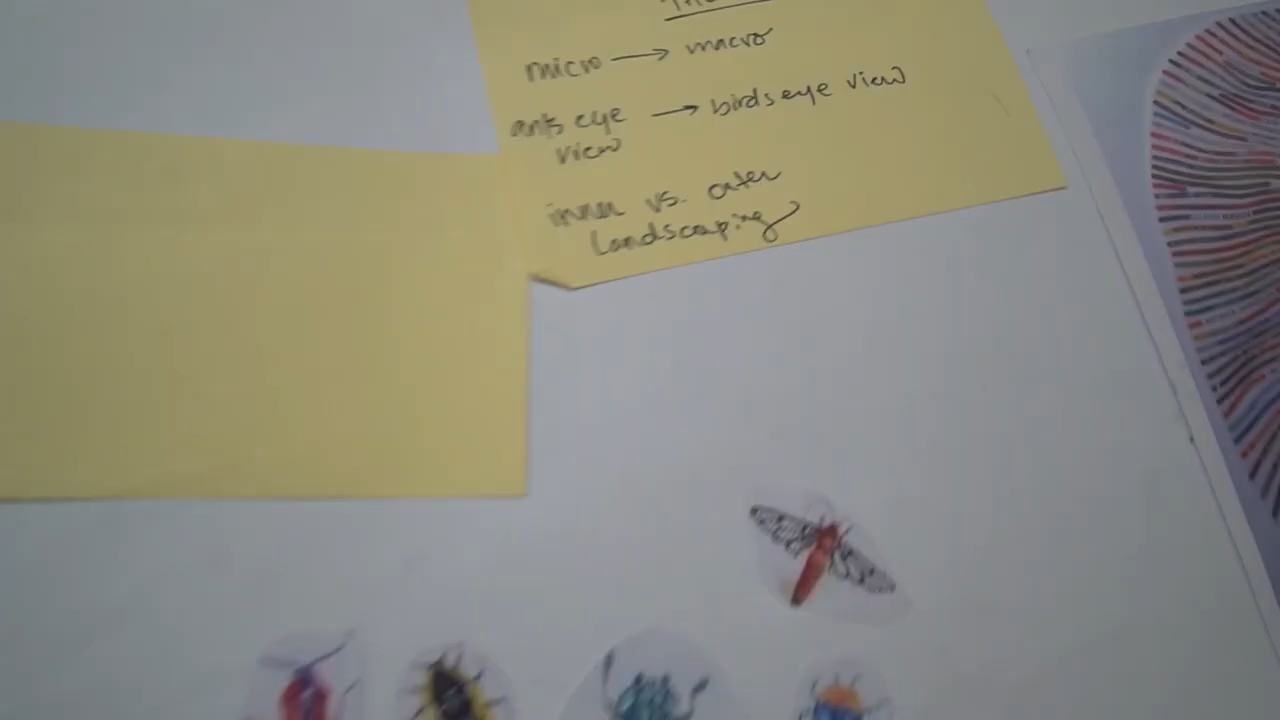 micro → macro
ants eye → birdseye view
view
inner vs. outer
landscaping